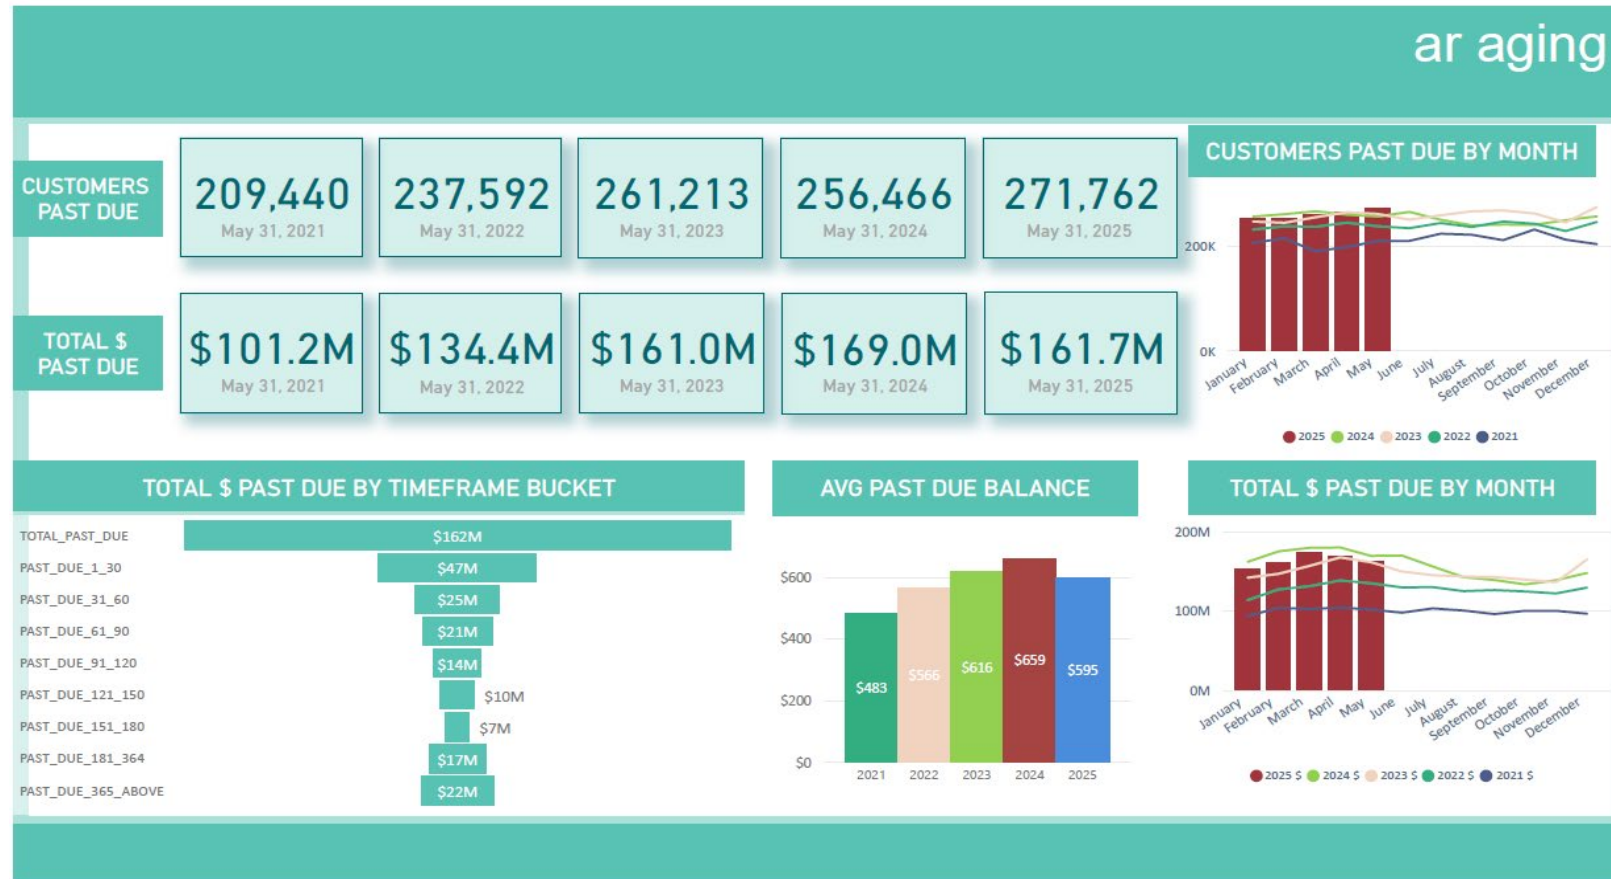 ar aging
CUSTOMERS
PAST DUE
209,440
May 31, 2021
237,592
May 31, 2022
261,213
May 31, 2023
256,466
May 31, 2024
271,762
May 31, 2025
TOTAL $
PAST DUE
$101.2M
May 31, 2021
$134.4M
May 31, 2022
$161.0M
May 31, 2023
$169.0M
May 31, 2024
$161.7M
May 31, 2025
CUSTOMERS PAST DUE BY MONTH
200K
0K
January
February
March
April
May
June
July
August
September
October
November
December
2025 2024 2023 2022 2021
TOTAL $ PAST DUE BY TIMEFRAME BUCKET
TOTAL_PAST_DUE $162M
PAST_DUE_1_30 $47M
PAST_DUE_31_60 $25M
PAST_DUE_61_90 $21M
PAST_DUE_91_120 $14M
PAST_DUE_121_150 $10M
PAST_DUE_151_180 $7M
PAST_DUE_181_364 $17M
PAST_DUE_365_ABOVE $22M
AVG PAST DUE BALANCE
$600
$400
$200
$0
$483
$566
$616
$659
$595
2021 2022 2023 2024 2025
TOTAL $ PAST DUE BY MONTH
200M
100M
0M
January
February
March
April
May
June
July
August
September
October
November
December
2025 $ 2024 $ 2023 $ 2022 $ 2021 $